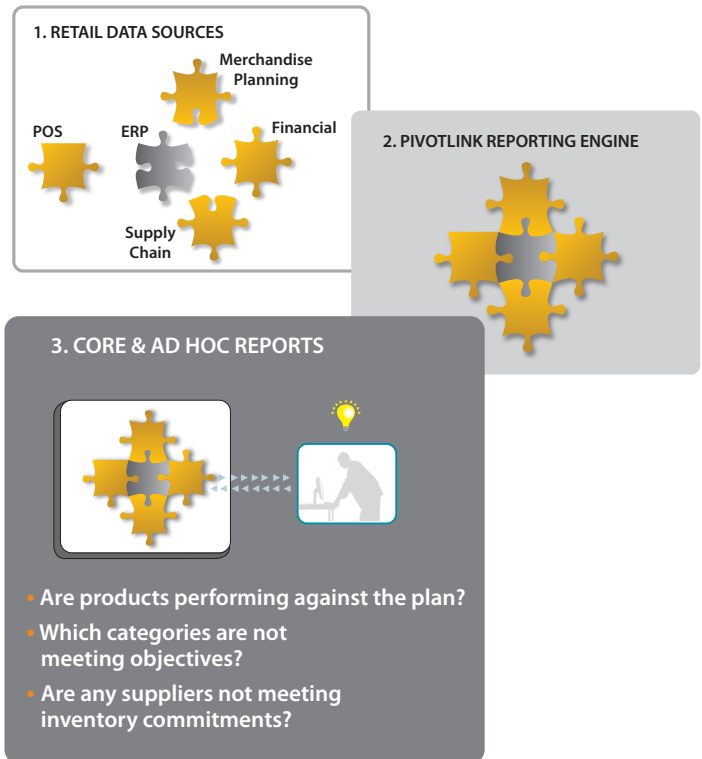 1. RETAIL DATA SOURCES
Merchandise
Planning
POS
ERP
Financial
Supply
Chain
2. PIVOTLINK REPORTING ENGINE
3. CORE & AD HOC REPORTS
• Are products performing against the plan?
• Which categories are not
meeting objectives?
• Are any suppliers not meeting
inventory commitments?